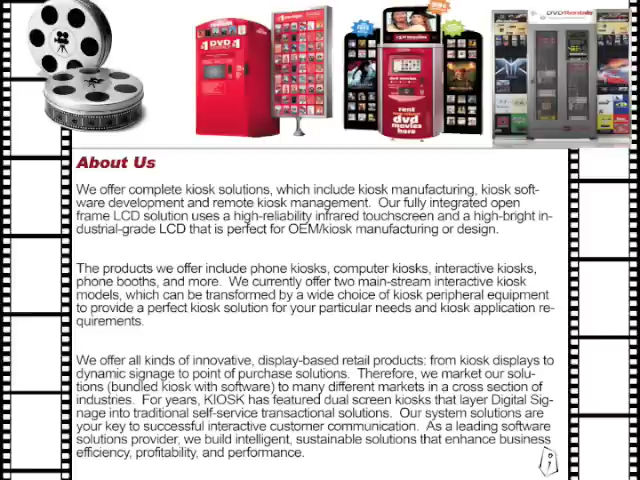 DVD
rent
dvd
movies
here
DVDRentals
About Us
We offer complete kiosk solutions, which include kiosk manufacturing, kiosk soft-
ware development and remote kiosk management.  Our fully integrated open
frame LCD solution uses a high-reliability infrared touchscreen and a high-bright in-
dustrial-grade LCD that is perfect for OEM/kiosk manufacturing or design.
The products we offer include phone kiosks, computer kiosks, interactive kiosks,
phone booths, and more.  We currently offer two main-stream interactive kiosk
models, which can be transformed by a wide choice of kiosk peripheral equipment
to provide a perfect kiosk solution for your particular needs and kiosk application re-
quirements.
We offer all kinds of innovative, display-based retail products: from kiosk displays to
dynamic signage to point of purchase solutions.  Therefore, we market our solu-
tions (bundled kiosk with software) to many different markets in a cross section of
industries.  For years, KIOSK has featured dual screen kiosks that layer Digital Sig-
nage into traditional self-service transactional solutions.  Our system solutions are
your key to successful interactive customer communication.  As a leading software
solutions provider, we build intelligent, sustainable solutions that enhance business
efficiency, profitability, and performance.